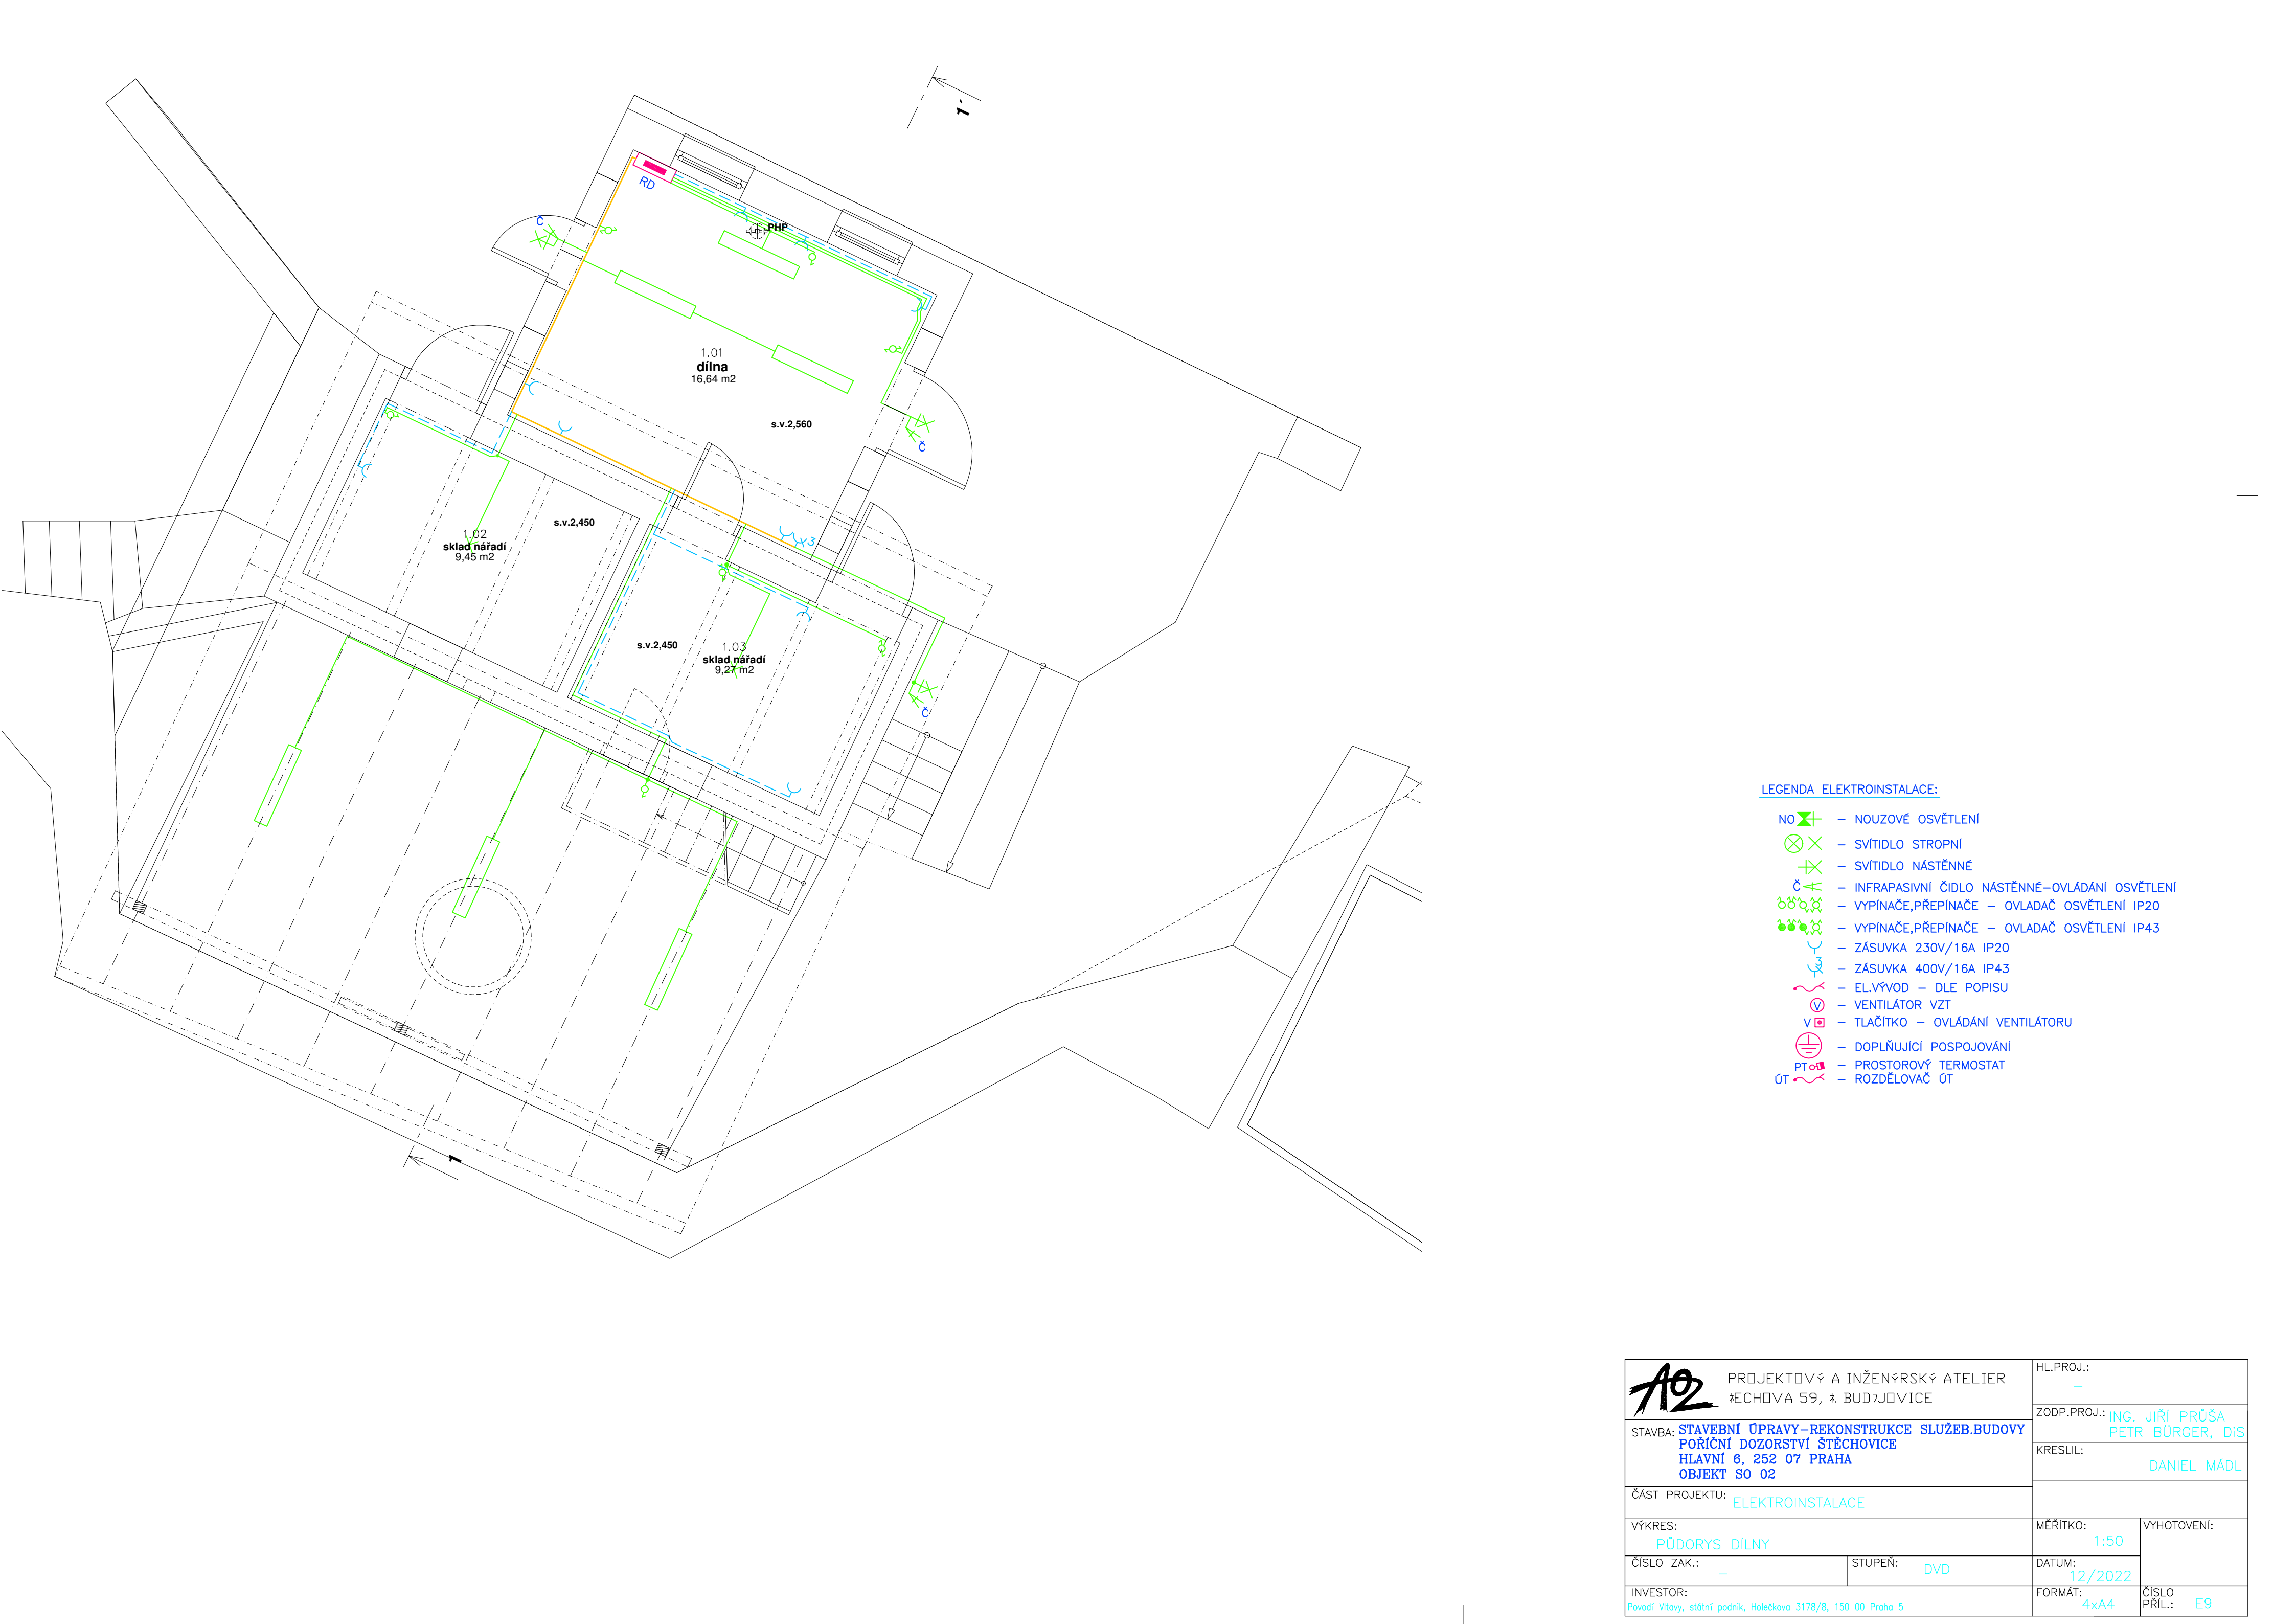 1'
RD
Č
PHP
1.01
dílna
16,64 m2
s.v.2,560
Č
s.v.2,450
1.02
sklad nářadí
9,45 m2
3
s.v.2,450
1.03
sklad nářadí
9,27 m2
Č
1
LEGENDA ELEKTROINSTALACE:
NO – NOUZOVÉ OSVĚTLENÍ
– SVÍTIDLO STROPNÍ
– SVÍTIDLO NÁSTĚNNÉ
Č – INFRAPASIVNÍ ČIDLO NÁSTĚNNÉ–OVLÁDÁNÍ OSVĚTLENÍ
– VYPÍNAČE,PŘEPÍNAČE – OVLADAČ OSVĚTLENÍ IP20
– VYPÍNAČE,PŘEPÍNAČE – OVLADAČ OSVĚTLENÍ IP43
– ZÁSUVKA 230V/16A IP20
3 – ZÁSUVKA 400V/16A IP43
– EL.VÝVOD – DLE POPISU
V – VENTILÁTOR VZT
V – TLAČÍTKO – OVLÁDÁNÍ VENTILÁTORU
– DOPLŇUJÍCÍ POSPOJOVÁNÍ
PT – PROSTOROVÝ TERMOSTAT
ÚT – ROZDĚLOVAČ ÚT
A02
PROJEKTOVÝ A INŽENÝRSKÝ ATELIER
ECHOVA 59, BUDJOVICE
HL.PROJ.:
–
ZODP.PROJ.: ING. JIŘÍ PRŮŠA
PETR BÜRGER, DiS
KRESLIL:
DANIEL MÁDL
STAVBA: STAVEBNÍ ÚPRAVY–REKONSTRUKCE SLUŽEB.BUDOVY
POŘÍČNÍ DOZORSTVÍ ŠTĚCHOVICE
HLAVNÍ 6, 252 07 PRAHA
OBJEKT SO 02
ČÁST PROJEKTU: ELEKTROINSTALACE
VÝKRES:
PŮDORYS DÍLNY
MĚŘÍTKO:
1:50
VYHOTOVENÍ:
ČÍSLO ZAK.:
–
STUPEŇ: DVD
DATUM:
12/2022
INVESTOR:
Povodí Vltavy, státní podnik, Holečkova 3178/8, 150 00 Praha 5
FORMÁT:
4xA4
ČÍSLO
PŘÍL.: E9